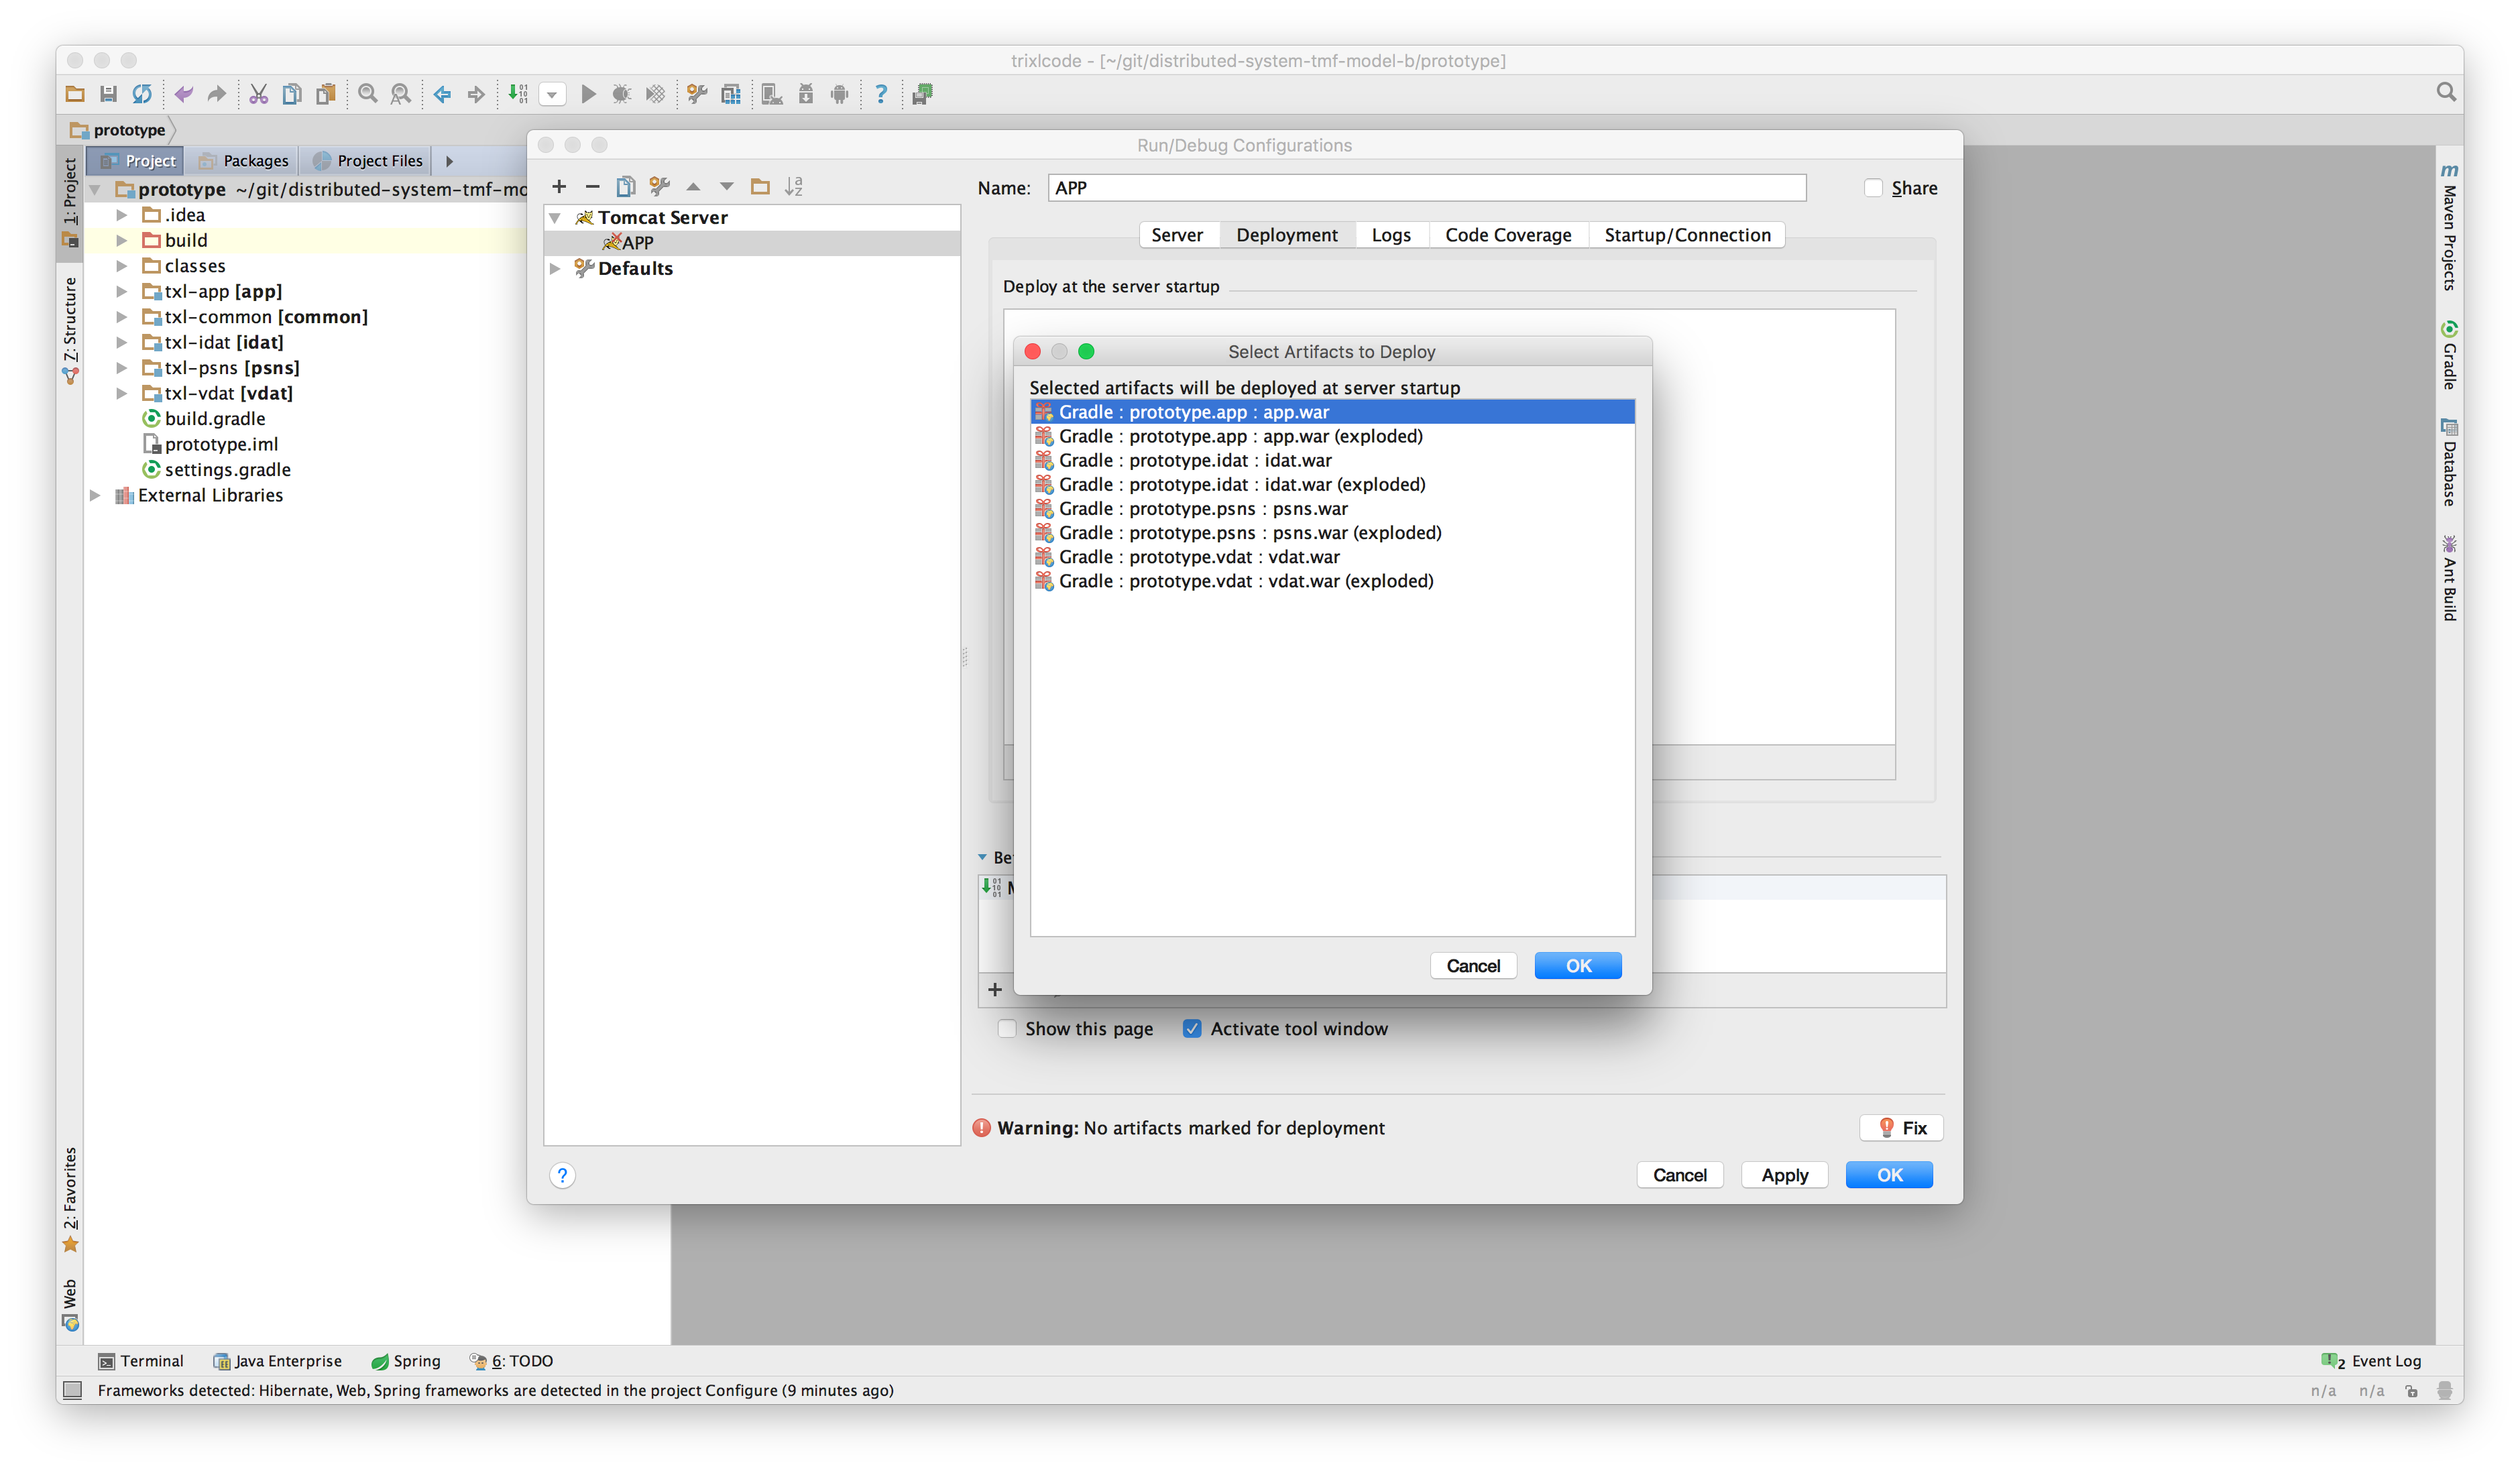 trixlcode - [~/git/distributed-system-tmf-model-b/prototype]
prototype
Project
Packages
Project Files
1: Project
7: Structure
2: Favorites
Web
prototype ~/git/distributed-system-tmf-mo
.idea
build
classes
txl-app [app]
txl-common [common]
txl-idat [idat]
txl-psns [psns]
txl-vdat [vdat]
build.gradle
prototype.iml
settings.gradle
External Libraries
Run/Debug Configurations
Tomcat Server
APP
Defaults
Name: APP
Share
Server
Deployment
Logs
Code Coverage
Startup/Connection
Deploy at the server startup
Select Artifacts to Deploy
Selected artifacts will be deployed at server startup
Gradle : prototype.app : app.war
Gradle : prototype.app : app.war (exploded)
Gradle : prototype.idat : idat.war
Gradle : prototype.idat : idat.war (exploded)
Gradle : prototype.psns : psns.war
Gradle : prototype.psns : psns.war (exploded)
Gradle : prototype.vdat : vdat.war
Gradle : prototype.vdat : vdat.war (exploded)
Cancel
OK
Show this page
Activate tool window
Warning: No artifacts marked for deployment
Fix
Cancel
Apply
OK
Maven Projects
Gradle
Database
Ant Build
Terminal
Java Enterprise
Spring
6: TODO
2 Event Log
Frameworks detected: Hibernate, Web, Spring frameworks are detected in the project Configure (9 minutes ago)
n/a
n/a